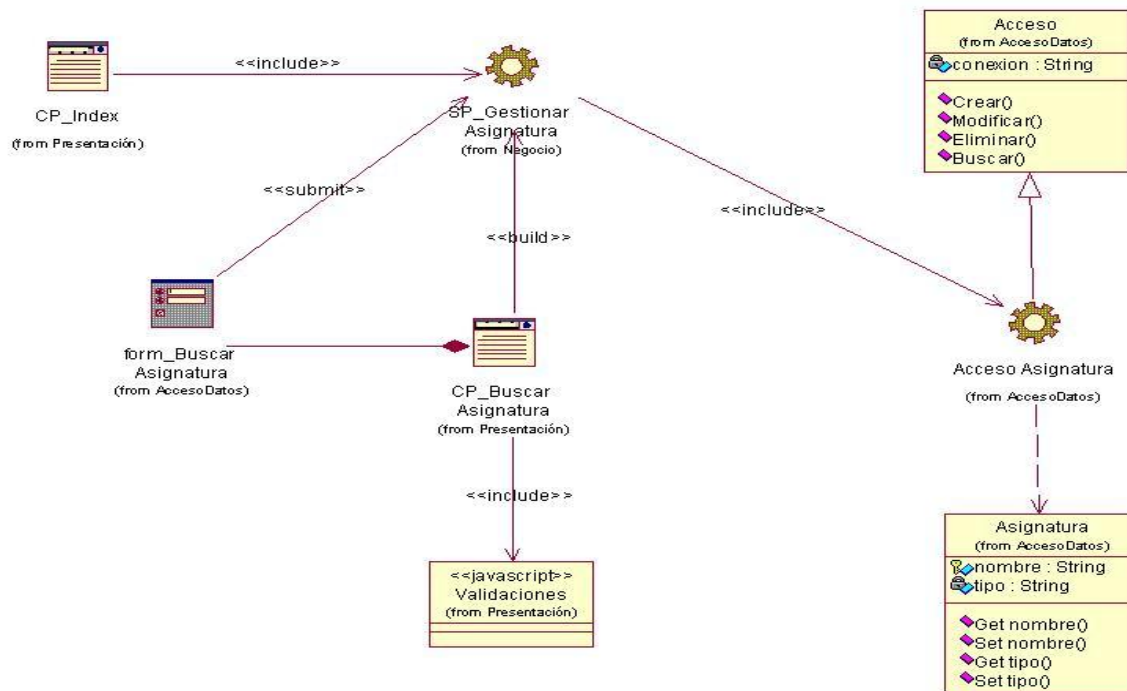 Acceso
(from AccesoDatos)
conexion : String
Crear()
Modificar()
Eliminar()
Buscar()
<<include>>
CP_Index
(from Presentación)
SP_Gestionar
Asignatura
(from Negocio)
<<submit>>
<<build>>
<<include>>
form_Buscar
Asignatura
(from AccesoDatos)
CP_Buscar
Asignatura
(from Presentación)
Acceso Asignatura
(from AccesoDatos)
<<include>>
<<javascript>>
Validaciones
(from Presentación)
Asignatura
(from AccesoDatos)
nombre : String
tipo : String
Get nombre()
Set nombre()
Get tipo()
Set tipo()